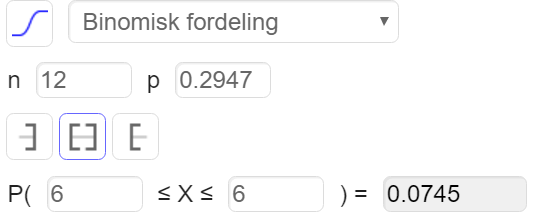 Binomisk fordeling
n 12 p 0.2947
P( 6 ≤ X ≤ 6 ) = 0.0745